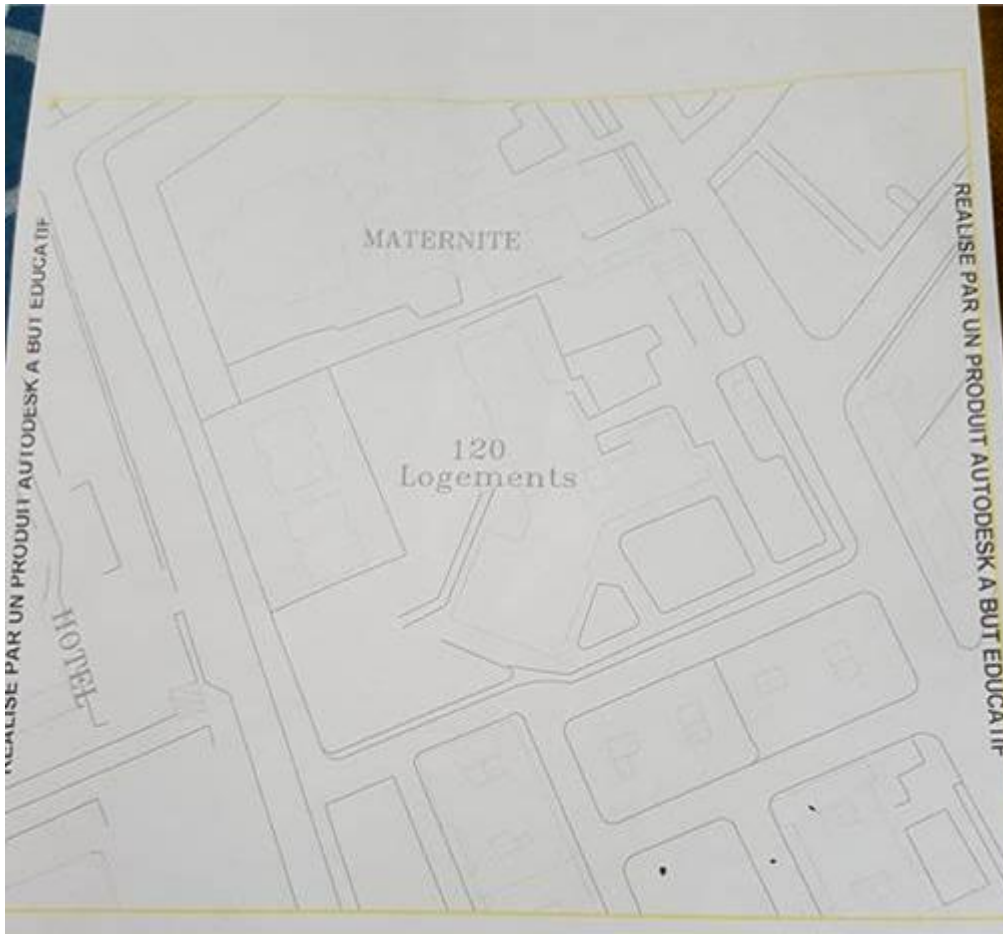 REALISE PAR UN PRODUIT AUTODESK A BUT EDUCATIF
MATERNITE
120
Logements
HOTEL
REALISE PAR UN PRODUIT AUTODESK A BUT EDUCATIF